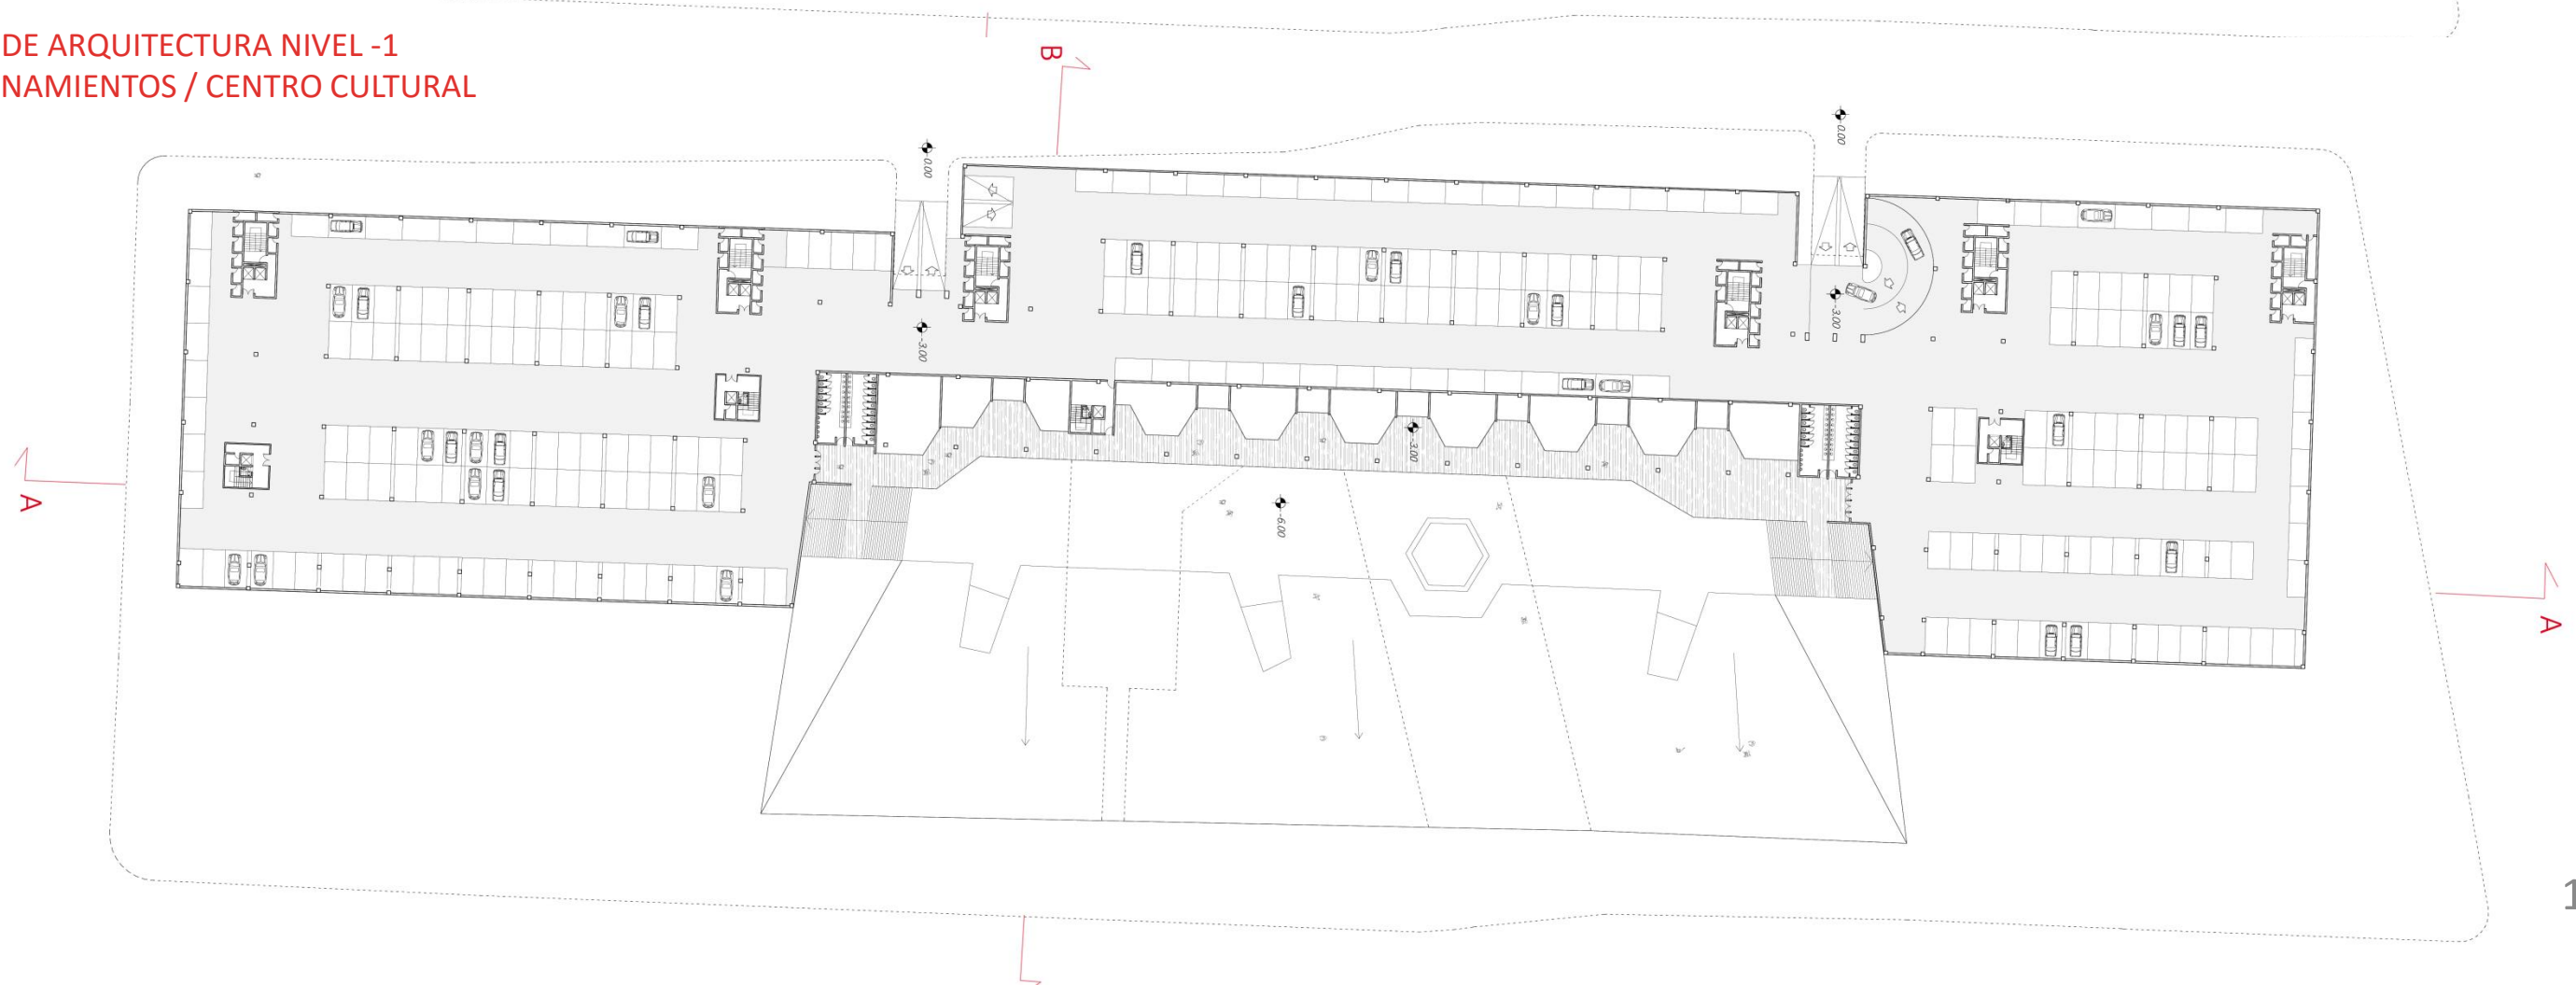 DE ARQUITECTURA NIVEL -1
NAMIENTOS / CENTRO CULTURAL
B
0.00
0.00
-3.00
-3.00
-3.00
-6.00
A
A
1